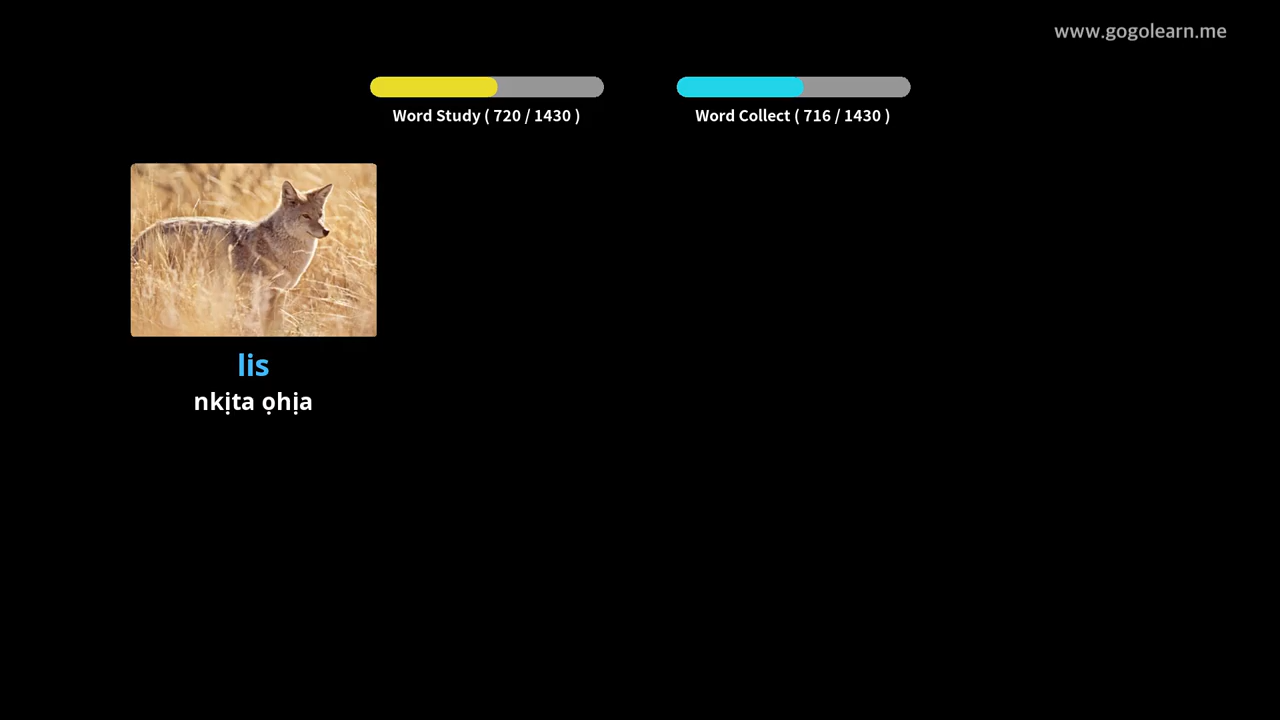 www.gogolearn.me
Word Study ( 720 / 1430 )
Word Collect ( 716 / 1430 )
lis
nkịta ọhịa